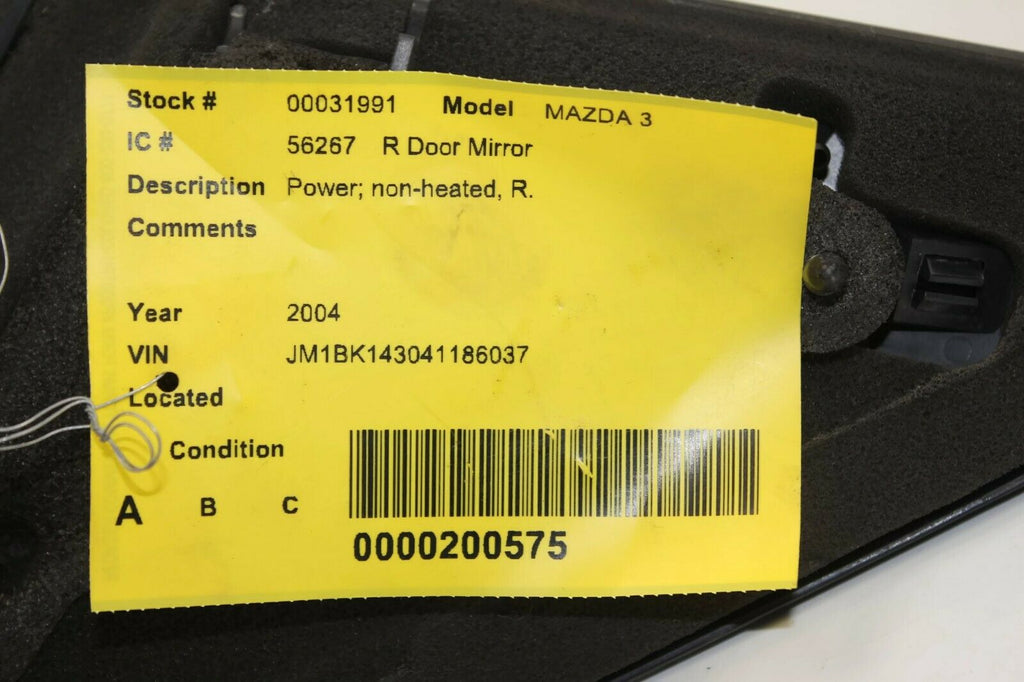 Stock # 00031991 Model MAZDA 3
IC # 56267 R Door Mirror
Description Power; non-heated, R.
Comments
Year 2004
VIN JM1BK143041186037
Located
Condition
A B C
0000200575